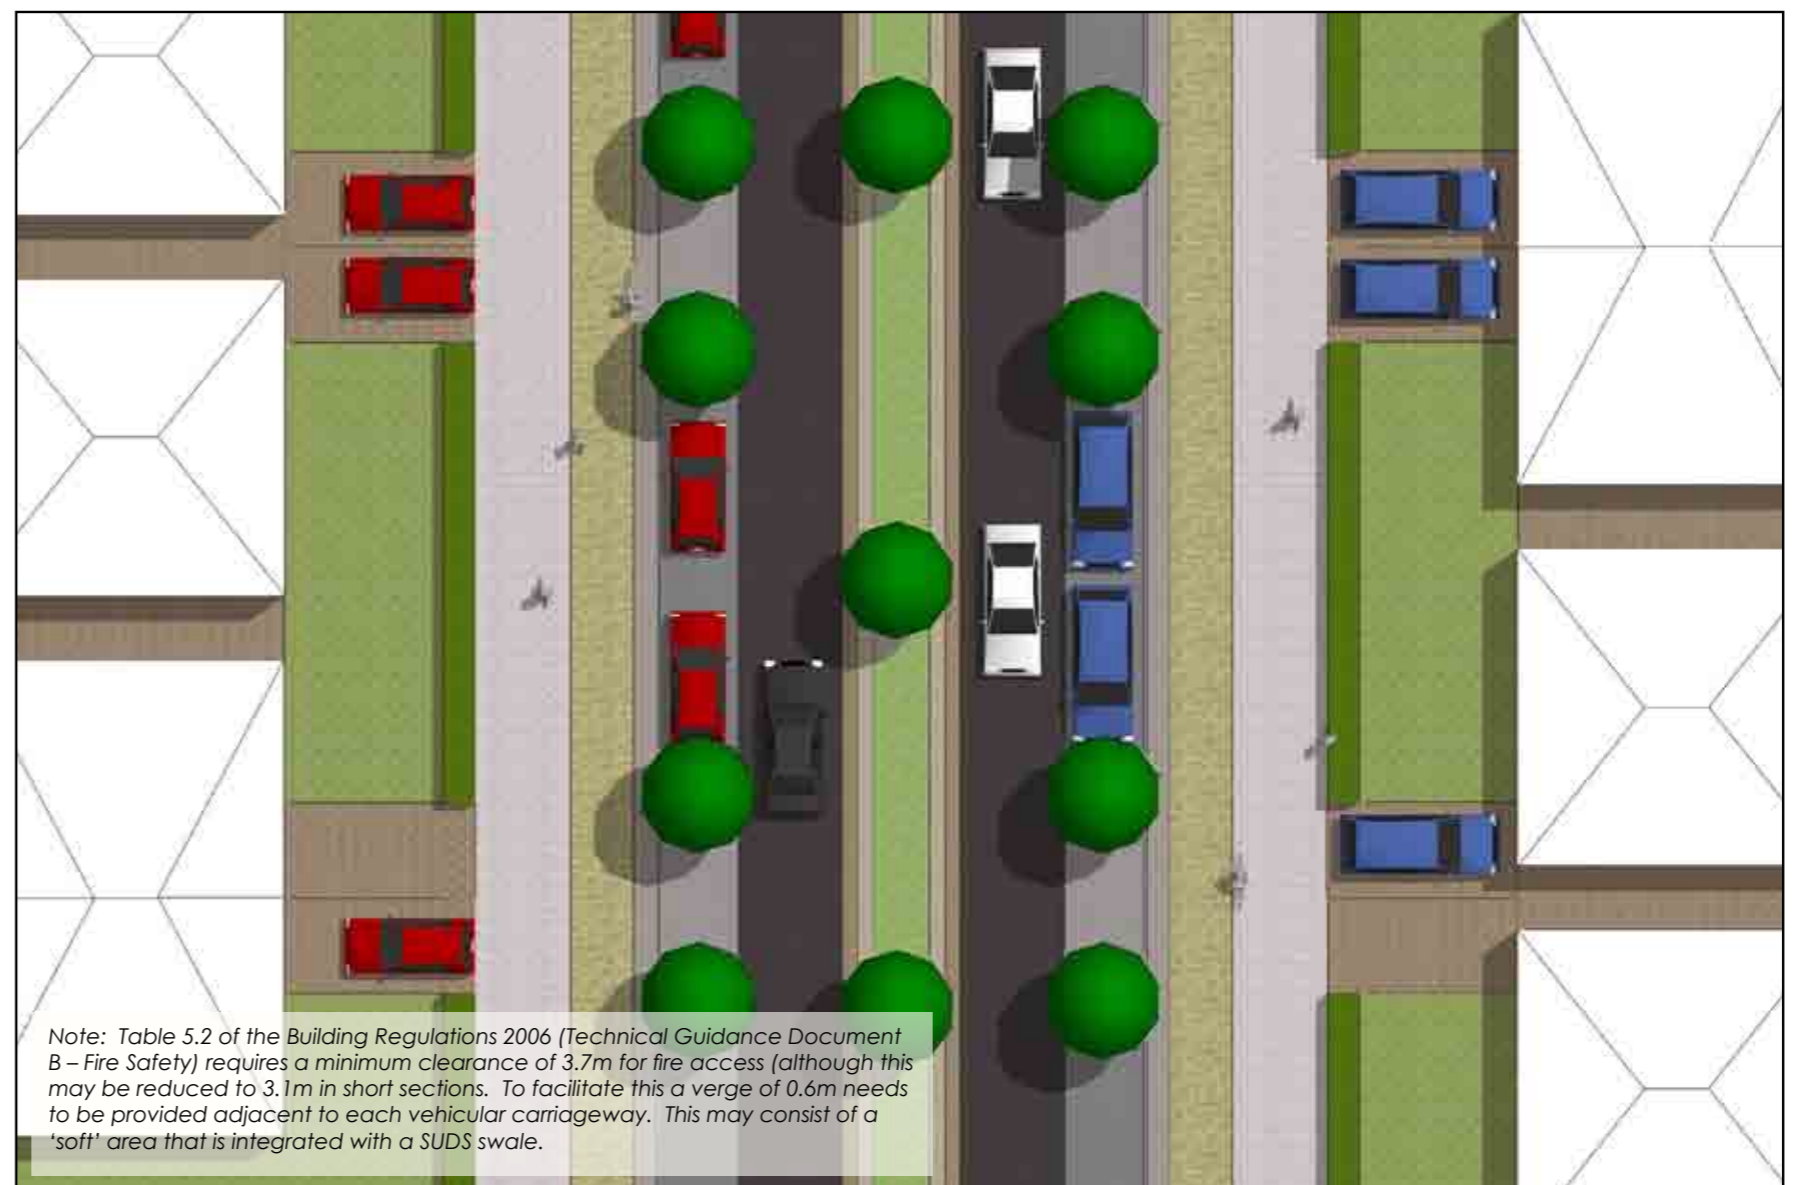 Note:  Table 5.2 of the Building Regulations 2006 (Technical Guidance Document
B – Fire Safety) requires a minimum clearance of 3.7m for fire access (although this
may be reduced to 3.1m in short sections.  To facilitate this a verge of 0.6m needs
to be provided adjacent to each vehicular carriageway.  This may consist of a
‘soft’ area that is integrated with a SUDS swale.